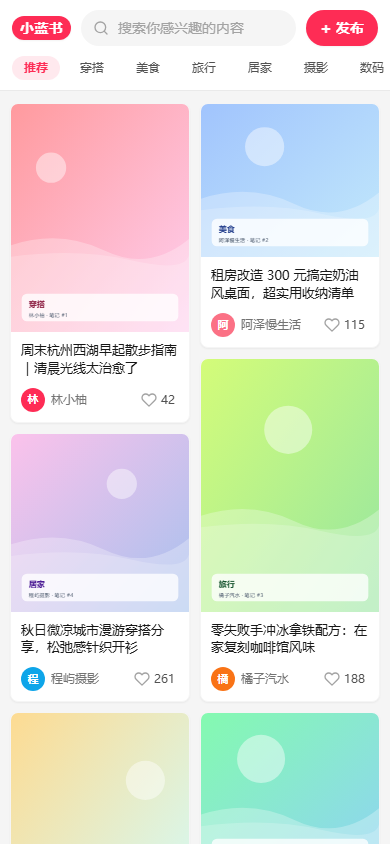 小蓝书
搜索你感兴趣的内容
+ 发布
推荐 穿搭 美食 旅行 居家 摄影 数码
穿搭
林小柚 · 笔记 #1
周末杭州西湖早起散步指南
｜清晨光线太治愈了
林 林小柚 42
美食
阿泽慢生活 · 笔记 #2
租房改造 300 元搞定奶油
风桌面，超实用收纳清单
阿 阿泽慢生活 115
居家
程屿摄影 · 笔记 #4
秋日微凉城市漫游穿搭分
享，松弛感针织开衫
程 程屿摄影 261
旅行
橘子汽水 · 笔记 #3
零失败手冲冰拿铁配方：在
家复刻咖啡馆风味
橘 橘子汽水 188